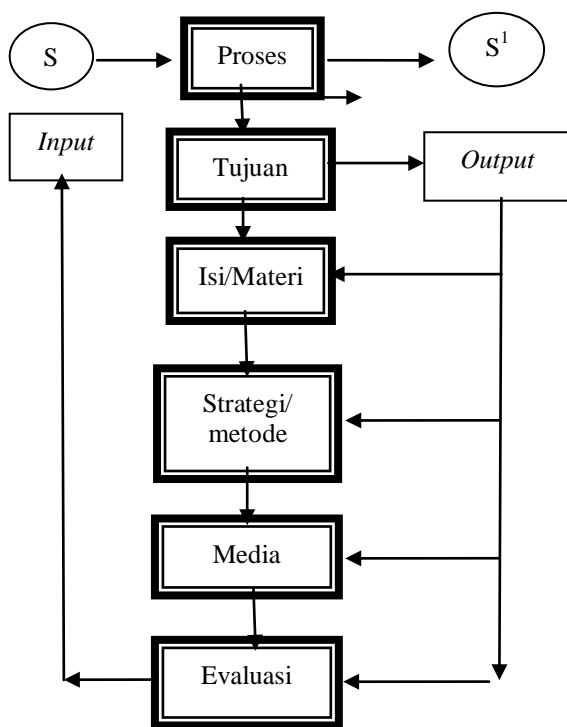 S
Proses
S¹
Input
Tujuan
Output
Isi/Materi
Strategi/
metode
Media
Evaluasi